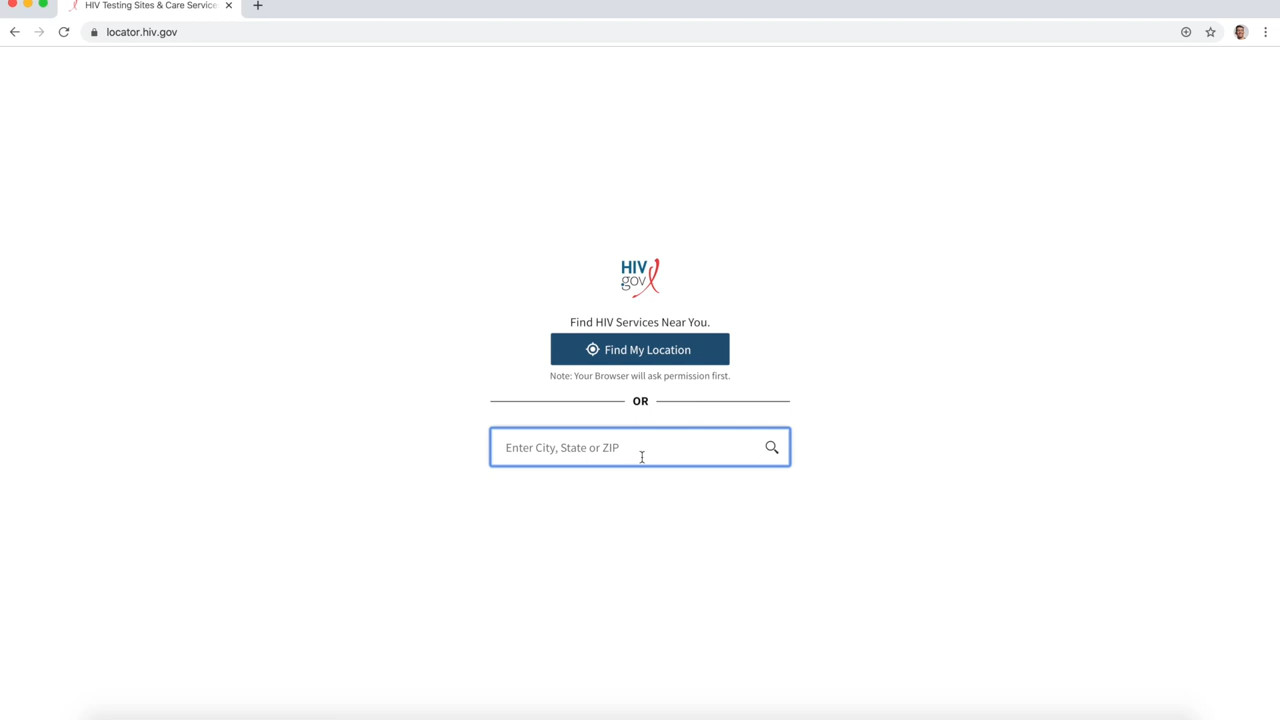 HIV Testing Sites & Care Service
locator.hiv.gov
HIV
gov
Find HIV Services Near You.
Find My Location
Note: Your Browser will ask permission first.
OR
Enter City, State or ZIP